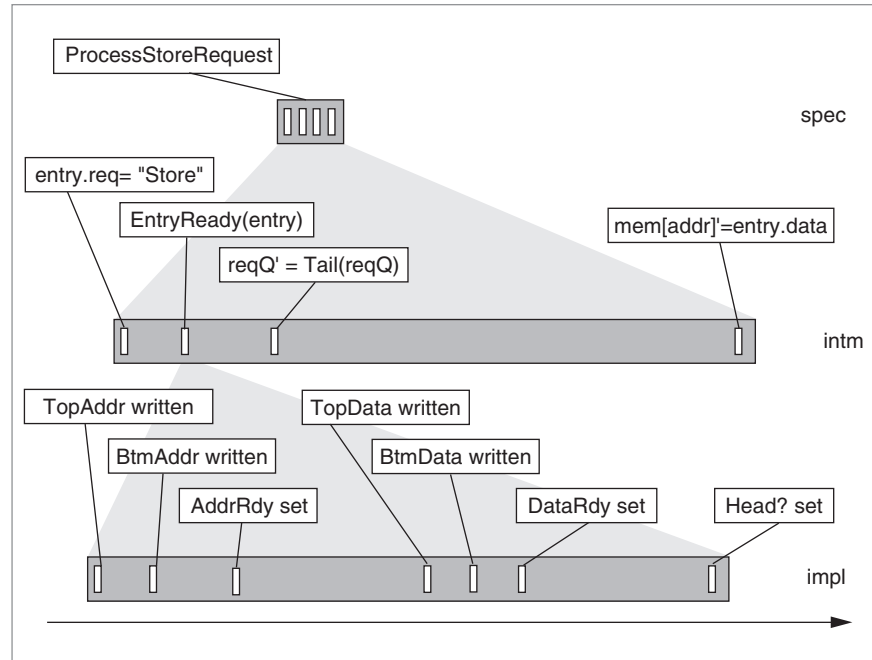 ProcessStoreRequest
spec
entry.req= "Store"
EntryReady(entry)
mem[addr]'=entry.data
reqQ' = Tail(reqQ)
intm
TopAddr written
TopData written
BtmAddr written
BtmData written
AddrRdy set
DataRdy set
Head? set
impl